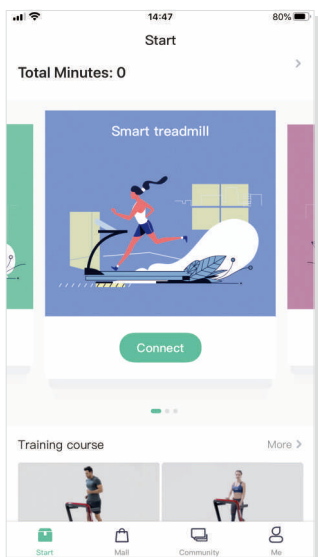 14:47
80%
Start
Total Minutes: 0
Smart treadmill
Connect
Training course
More
Start
Mall
Community
Me